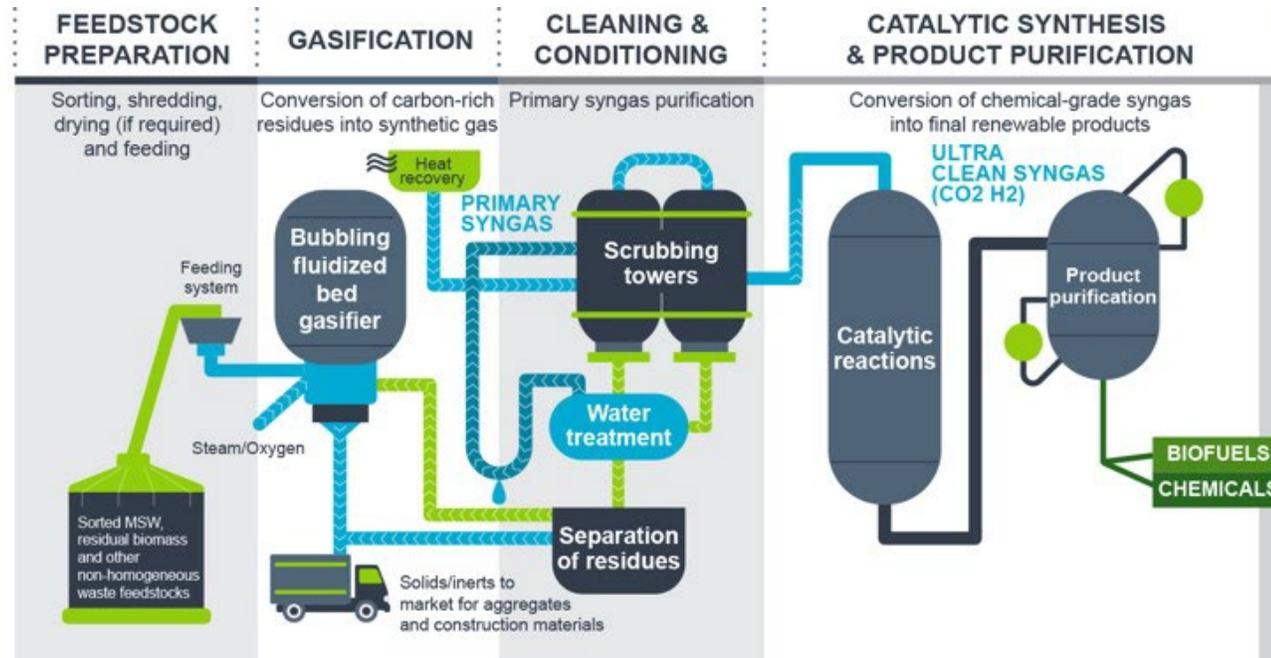 FEEDSTOCK
PREPARATION
GASIFICATION
CLEANING &
CONDITIONING
CATALYTIC SYNTHESIS
& PRODUCT PURIFICATION
Sorting, shredding,
drying (if required)
and feeding
Conversion of carbon-rich
residues into synthetic gas
Primary syngas purification
Conversion of chemical-grade syngas
into final renewable products
Heat
recovery
PRIMARY
SYNGAS
ULTRA
CLEAN SYNGAS
(CO2 H2)
Bubbling
fluidized
bed
gasifier
Scrubbing
towers
Feeding
system
Product
purification
Catalytic
reactions
Water
treatment
Steam/Oxygen
BIOFUELS
CHEMICALS
Sorted MSW,
residual biomass
and other
non-homogeneous
waste feedstocks
Separation
of residues
Solids/inerts to
market for aggregates
and construction materials